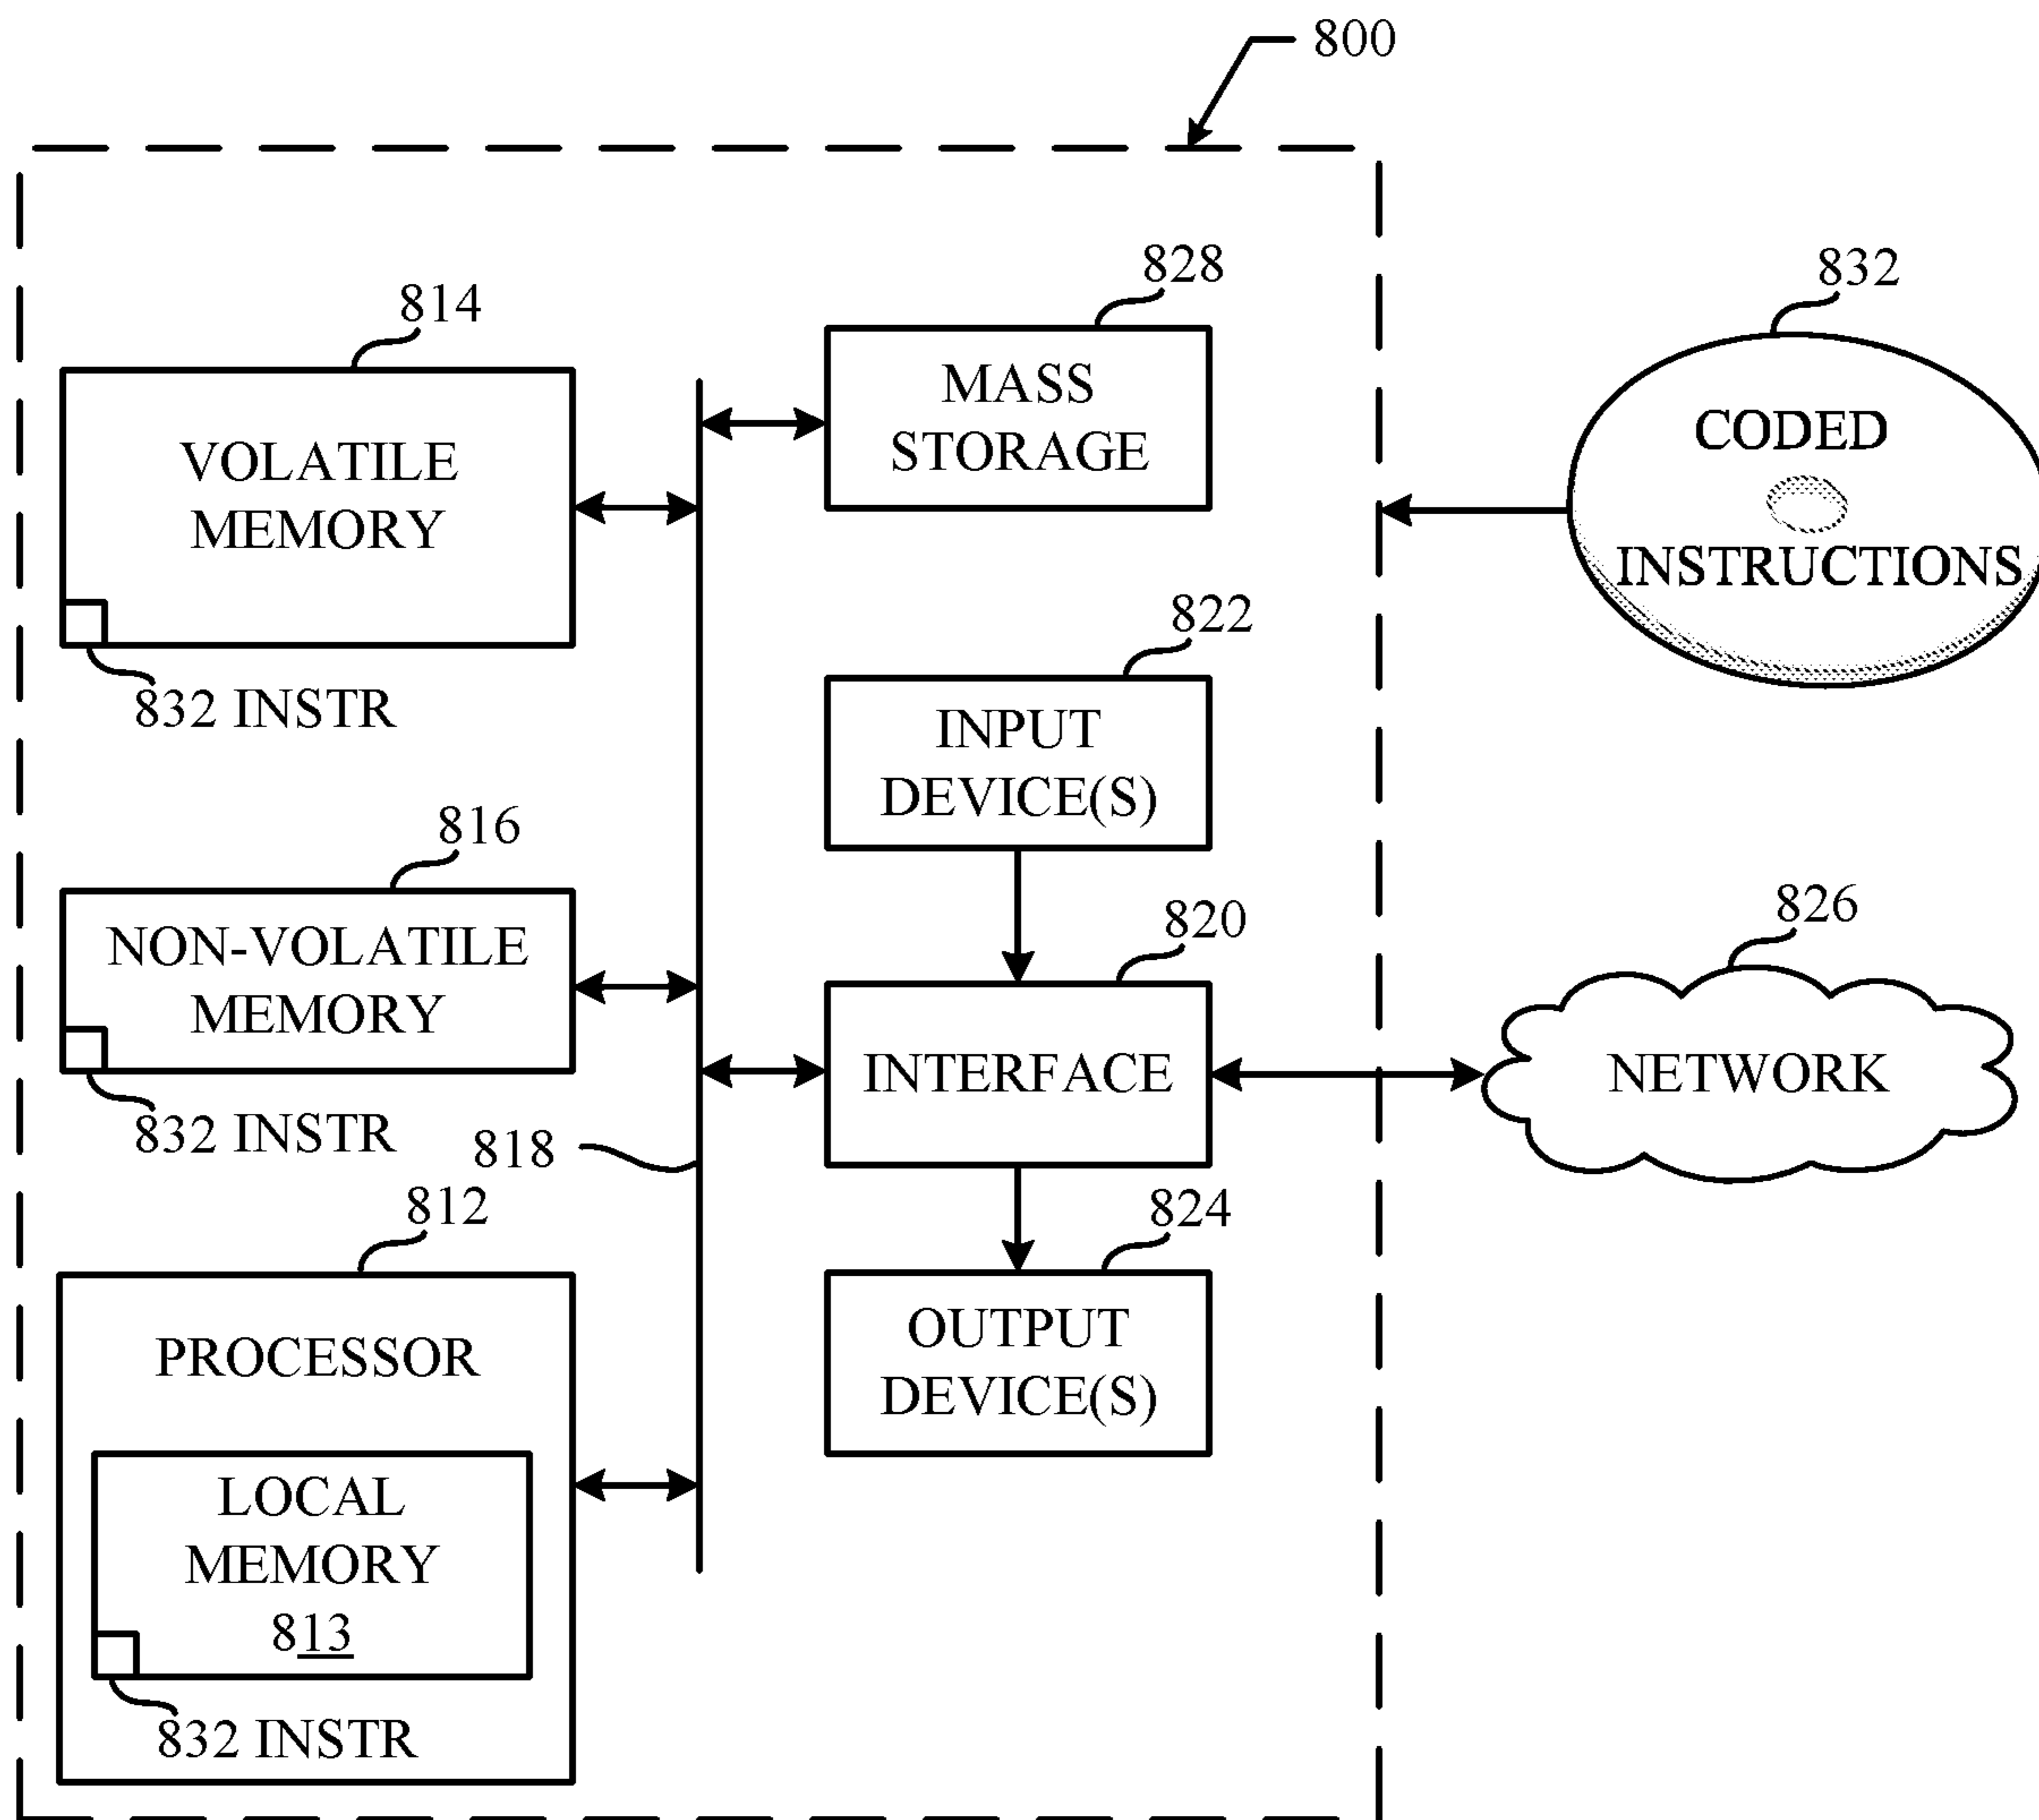 800
828
MASS
STORAGE
814
VOLATILE
MEMORY
832 INSTR
832
CODED
INSTRUCTIONS
822
INPUT
DEVICE(S)
816
NON-VOLATILE
MEMORY
832 INSTR
820
INTERFACE
826
NETWORK
818
812
PROCESSOR
LOCAL
MEMORY
813
832 INSTR
824
OUTPUT
DEVICE(S)